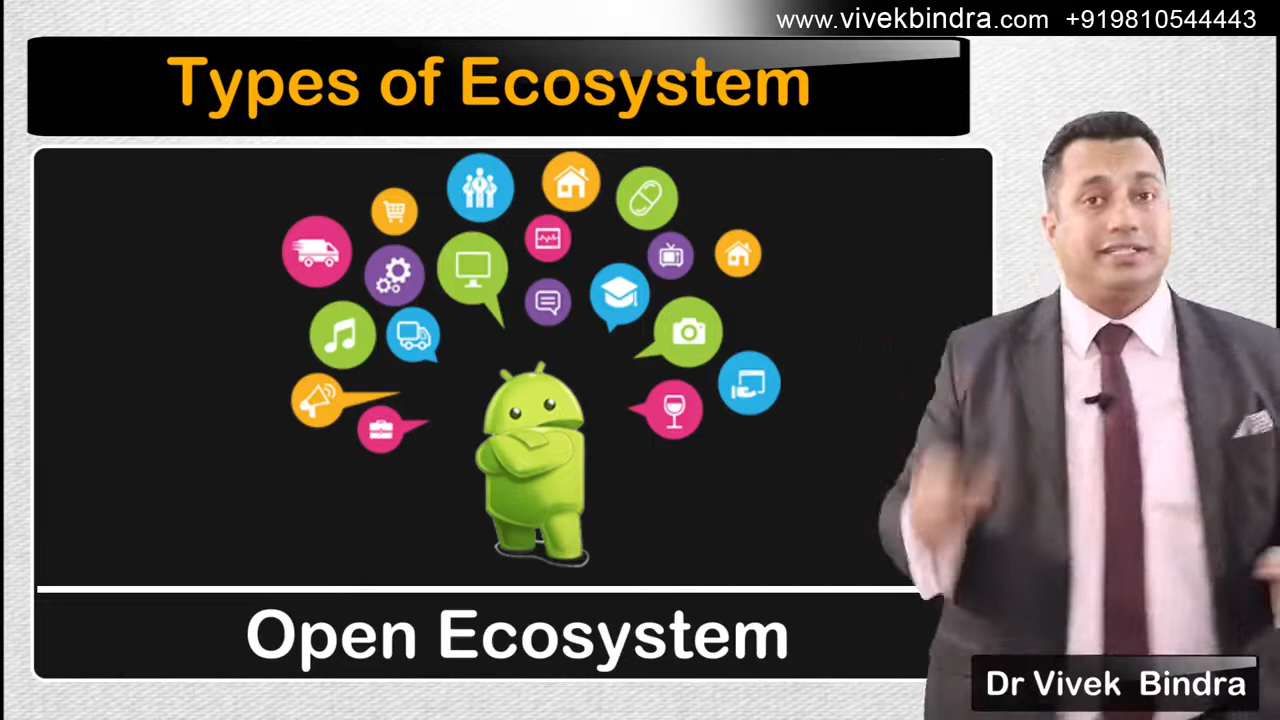 www.vivekbindra.com +919810544443
Types of Ecosystem
Open Ecosystem
Dr Vivek Bindra